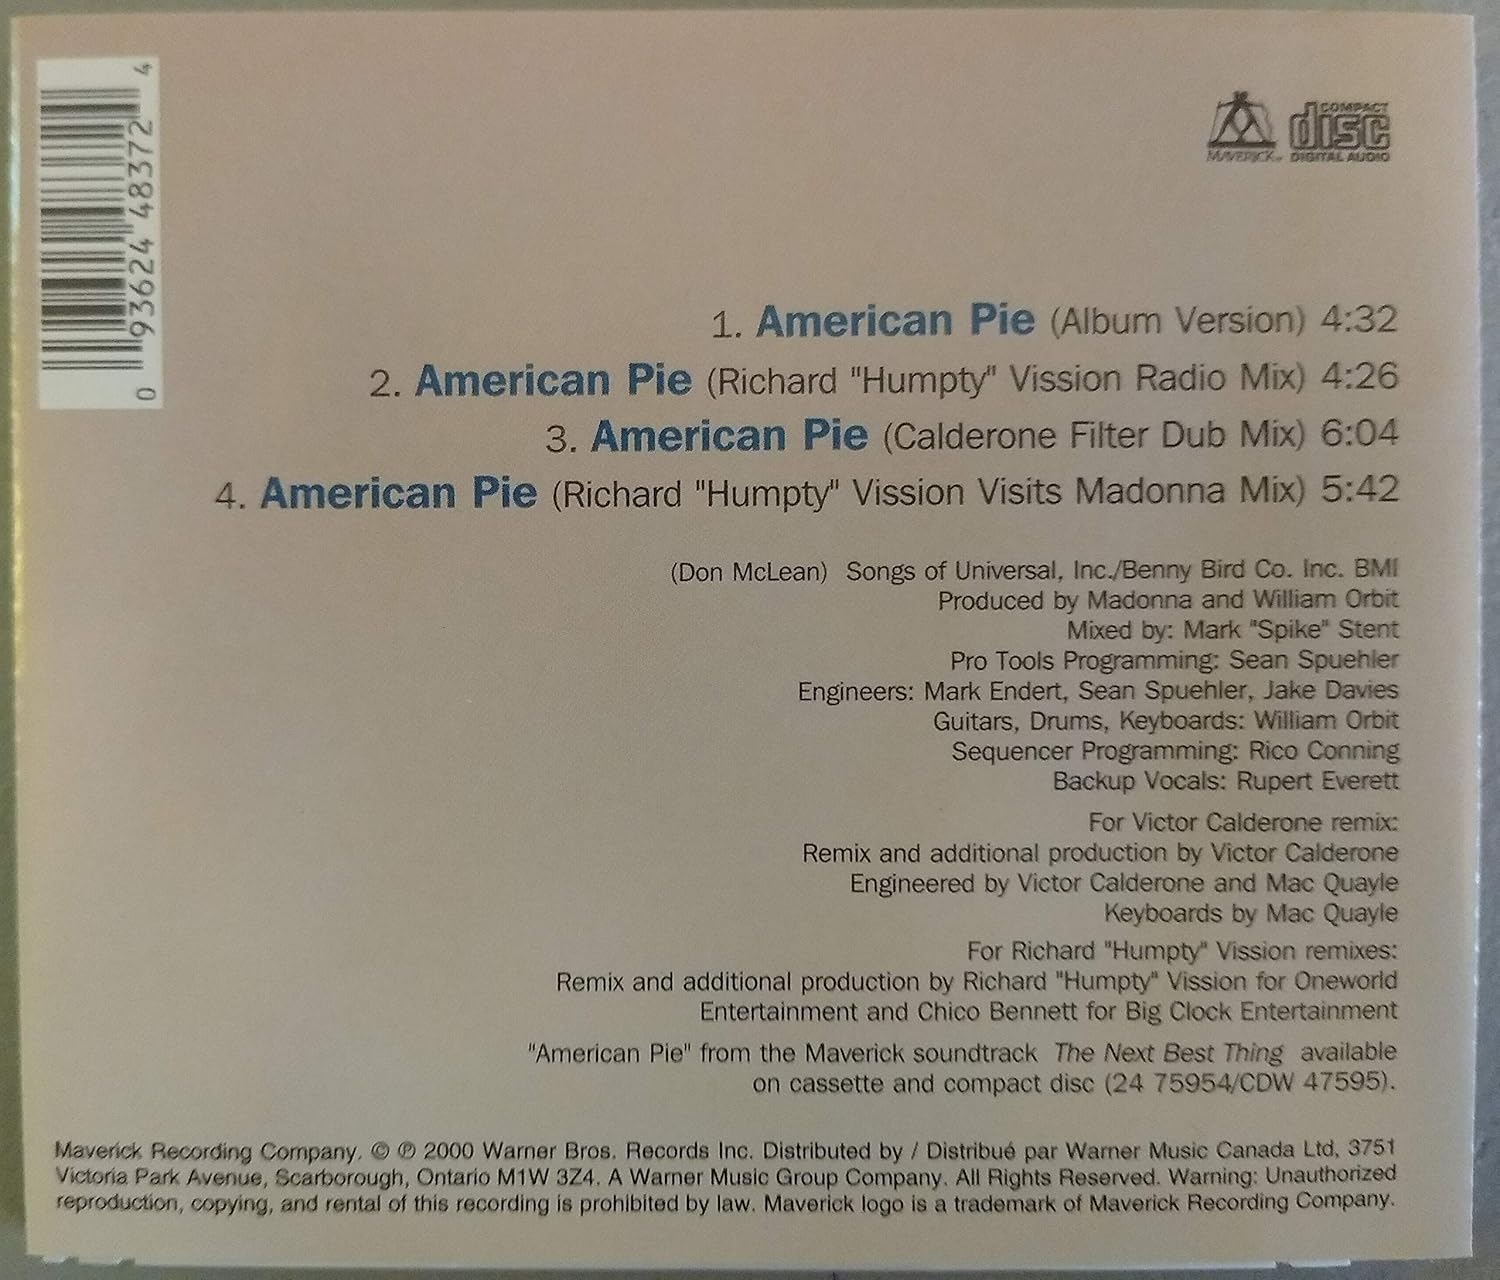 0 93624 48372 4
MAVERICK™ COMPACT
disc
DIGITAL AUDIO
1. American Pie (Album Version) 4:32
2. American Pie (Richard "Humpty" Vission Radio Mix) 4:26
3. American Pie (Calderone Filter Dub Mix) 6:04
4. American Pie (Richard "Humpty" Vission Visits Madonna Mix) 5:42
(Don McLean) Songs of Universal, Inc./Benny Bird Co. Inc. BMI
Produced by Madonna and William Orbit
Mixed by: Mark "Spike" Stent
Pro Tools Programming: Sean Spuehler
Engineers: Mark Endert, Sean Spuehler, Jake Davies
Guitars, Drums, Keyboards: William Orbit
Sequencer Programming: Rico Conning
Backup Vocals: Rupert Everett
For Victor Calderone remix:
Remix and additional production by Victor Calderone
Engineered by Victor Calderone and Mac Quayle
Keyboards by Mac Quayle
For Richard "Humpty" Vission remixes:
Remix and additional production by Richard "Humpty" Vission for Oneworld
Entertainment and Chico Bennett for Big Clock Entertainment
"American Pie" from the Maverick soundtrack The Next Best Thing available
on cassette and compact disc (24 75954/CDW 47595).
Maverick Recording Company. © ℗ 2000 Warner Bros. Records Inc. Distributed by / Distribué par Warner Music Canada Ltd, 3751
Victoria Park Avenue, Scarborough, Ontario M1W 3Z4. A Warner Music Group Company. All Rights Reserved. Warning: Unauthorized
reproduction, copying, and rental of this recording is prohibited by law. Maverick logo is a trademark of Maverick Recording Company.